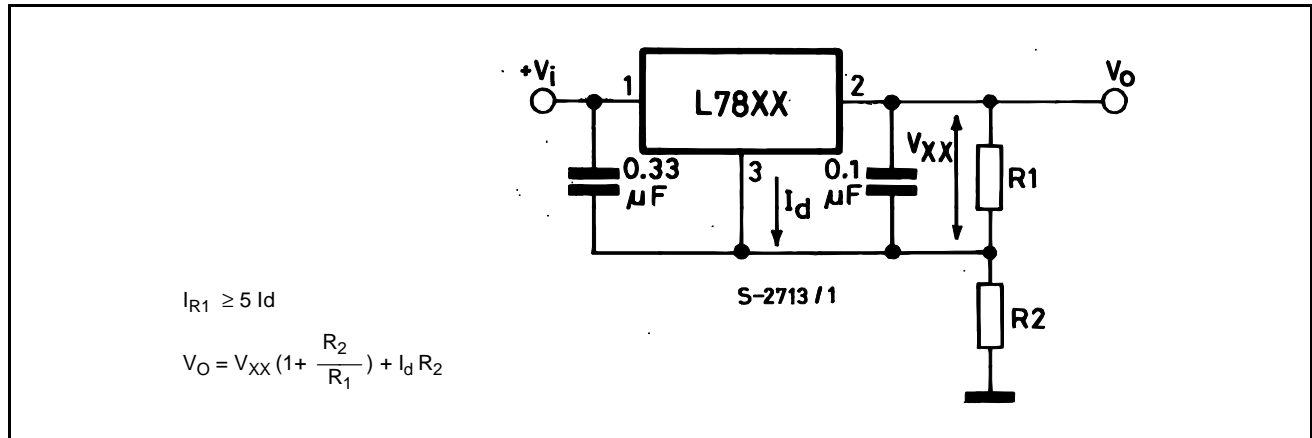 +Vi
1
L78XX
2
Vo
0.33
µF
3
Id
0.1
µF
VXX
R1
S-2713/1
R2
IR1 ≥ 5 Id
VO = VXX (1+ R2 / R1 ) + Id R2